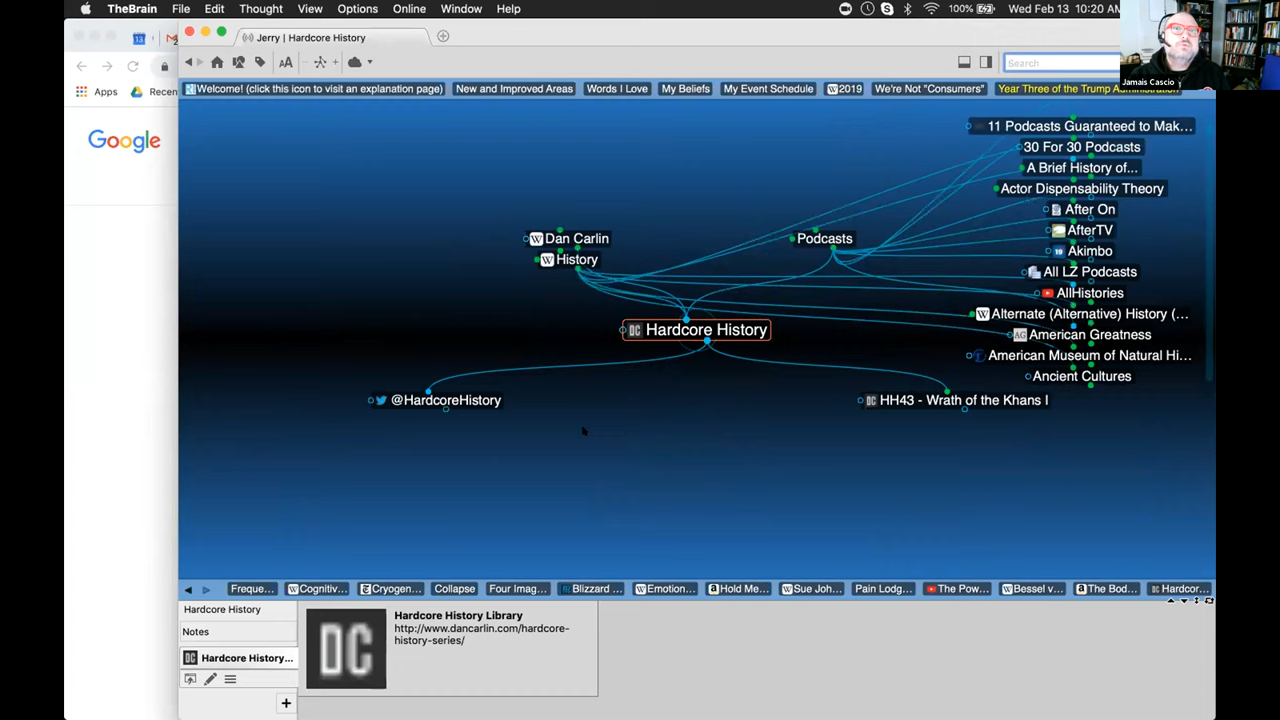 TheBrain File Edit Thought View Options Online Window Help 100% Wed Feb 13 10:20 AM
Jerry | Hardcore History
Search
Jamais Cascio
Apps Recen
Welcome! (click this icon to visit an explanation page) New and Improved Areas Words I Love My Beliefs My Event Schedule 2019 We're Not "Consumers" Year Three of the Trump Administration
Google
11 Podcasts Guaranteed to Mak...
30 For 30 Podcasts
A Brief History of...
Actor Dispensability Theory
After On
AfterTV
Akimbo
All LZ Podcasts
AllHistories
Alternate (Alternative) History (...
American Greatness
American Museum of Natural Hi...
Ancient Cultures
Dan Carlin
History
Podcasts
Hardcore History
@HardcoreHistory
HH43 - Wrath of the Khans I
Freque... Cognitiv... Cryogen... Collapse Four Imag... Blizzard ... Emotion... Hold Me... Sue Joh... Pain Lodg... The Pow... Bessel v... The Bod... Hardcor...
Hardcore History
Notes
Hardcore History...
DC
Hardcore History Library
http://www.dancarlin.com/hardcore-
history-series/